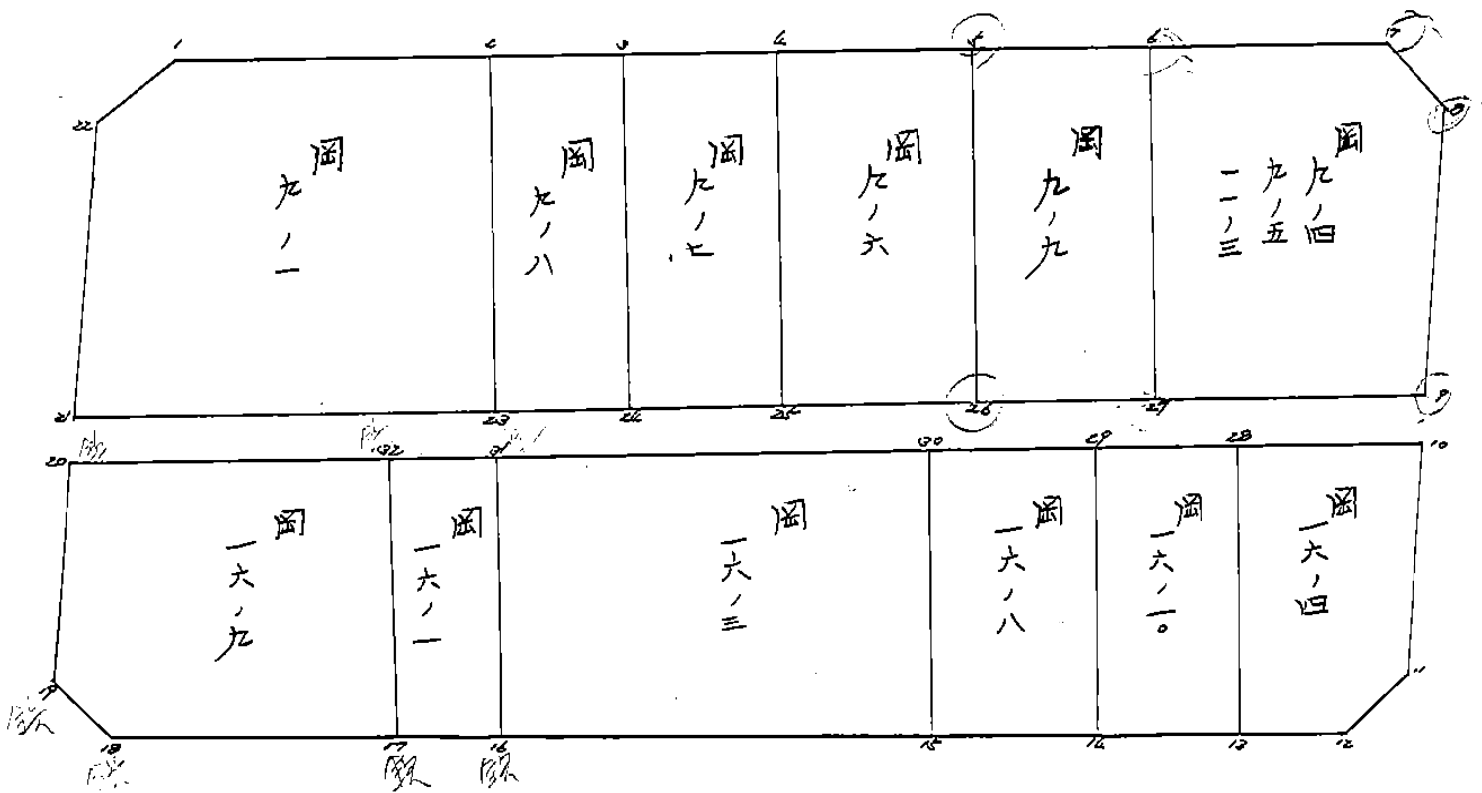 1 2 3 4 5 6 7
22 8
岡 九ノ一
岡 九ノ八
岡 九ノ七
岡 九ノ六
岡 九ノ九
岡 九ノ四
九ノ五
一一ノ三
21 23 24 25 26 27 9
20 32 31 30 29 28 10
岡 一六ノ九
岡 一六ノ一
岡 一六ノ三
岡 一六ノ八
岡 一六ノ一〇
岡 一六ノ四
19 11
18 17 16 15 14 13 12